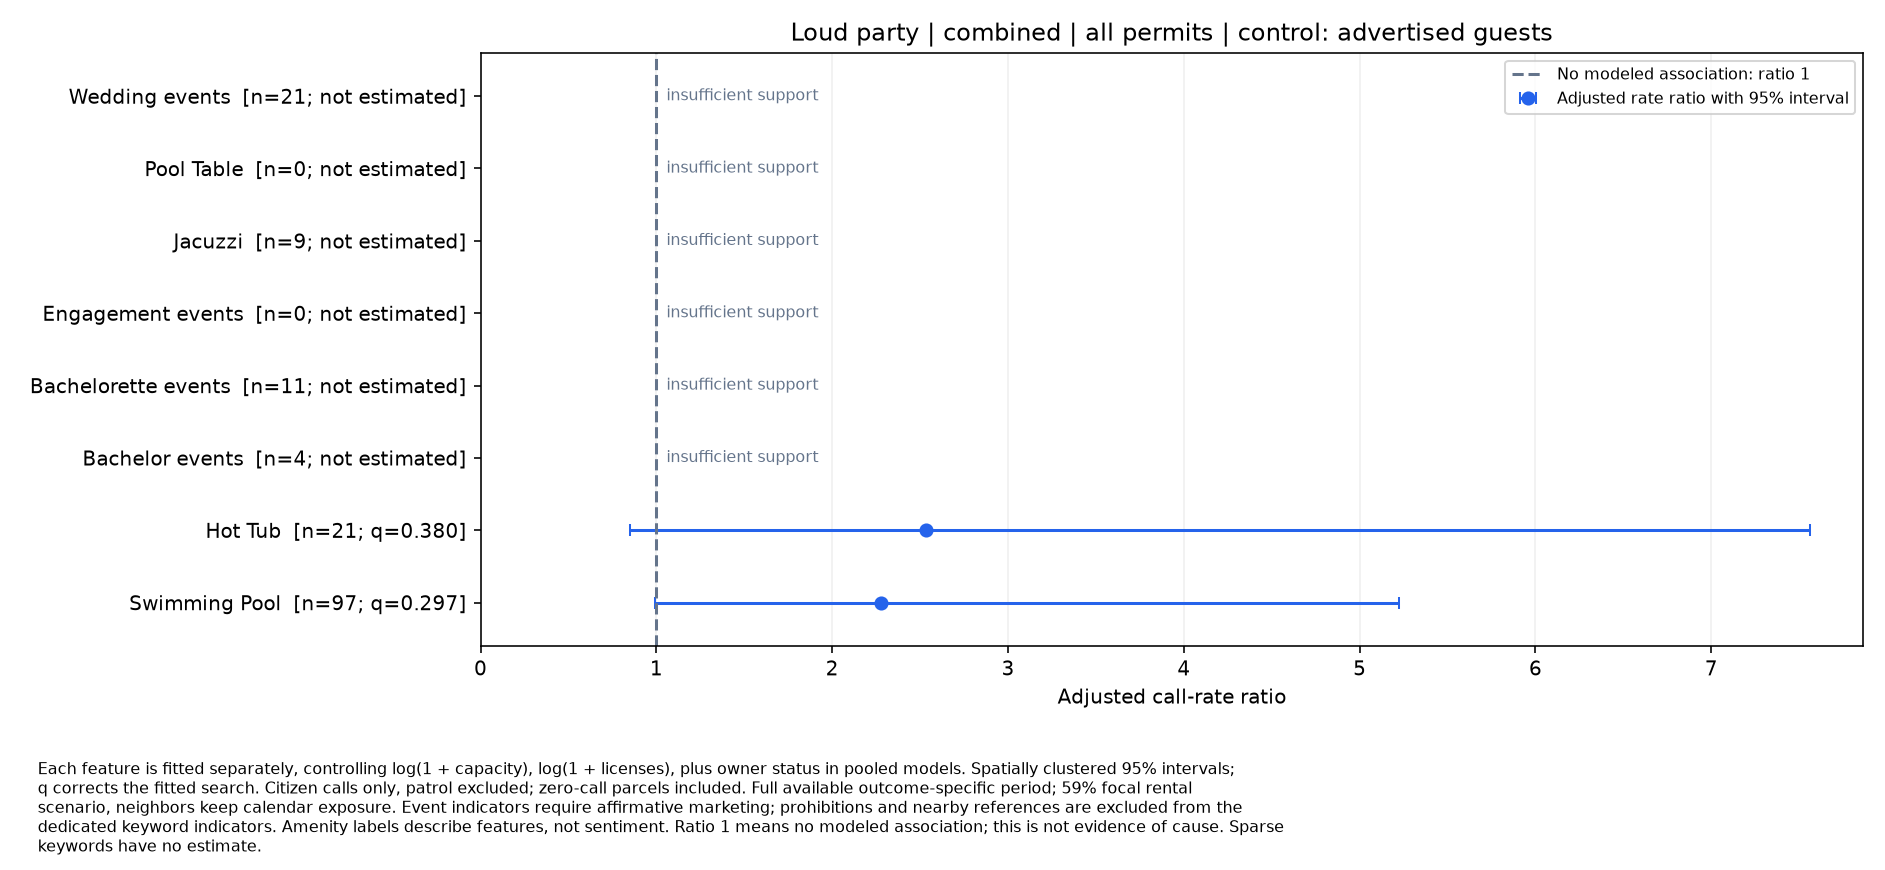 Loud party | combined | all permits | control: advertised guests
No modeled association: ratio 1
Adjusted rate ratio with 95% interval
Wedding events [n=21; not estimated]
insufficient support
Pool Table [n=0; not estimated]
insufficient support
Jacuzzi [n=9; not estimated]
insufficient support
Engagement events [n=0; not estimated]
insufficient support
Bachelorette events [n=11; not estimated]
insufficient support
Bachelor events [n=4; not estimated]
insufficient support
Hot Tub [n=21; q=0.380]
Swimming Pool [n=97; q=0.297]
0 1 2 3 4 5 6 7
Adjusted call-rate ratio
Each feature is fitted separately, controlling log(1 + capacity), log(1 + licenses), plus owner status in pooled models. Spatially clustered 95% intervals;
q corrects the fitted search. Citizen calls only, patrol excluded; zero-call parcels included. Full available outcome-specific period; 59% focal rental
scenario, neighbors keep calendar exposure. Event indicators require affirmative marketing; prohibitions and nearby references are excluded from the
dedicated keyword indicators. Amenity labels describe features, not sentiment. Ratio 1 means no modeled association; this is not evidence of cause. Sparse
keywords have no estimate.